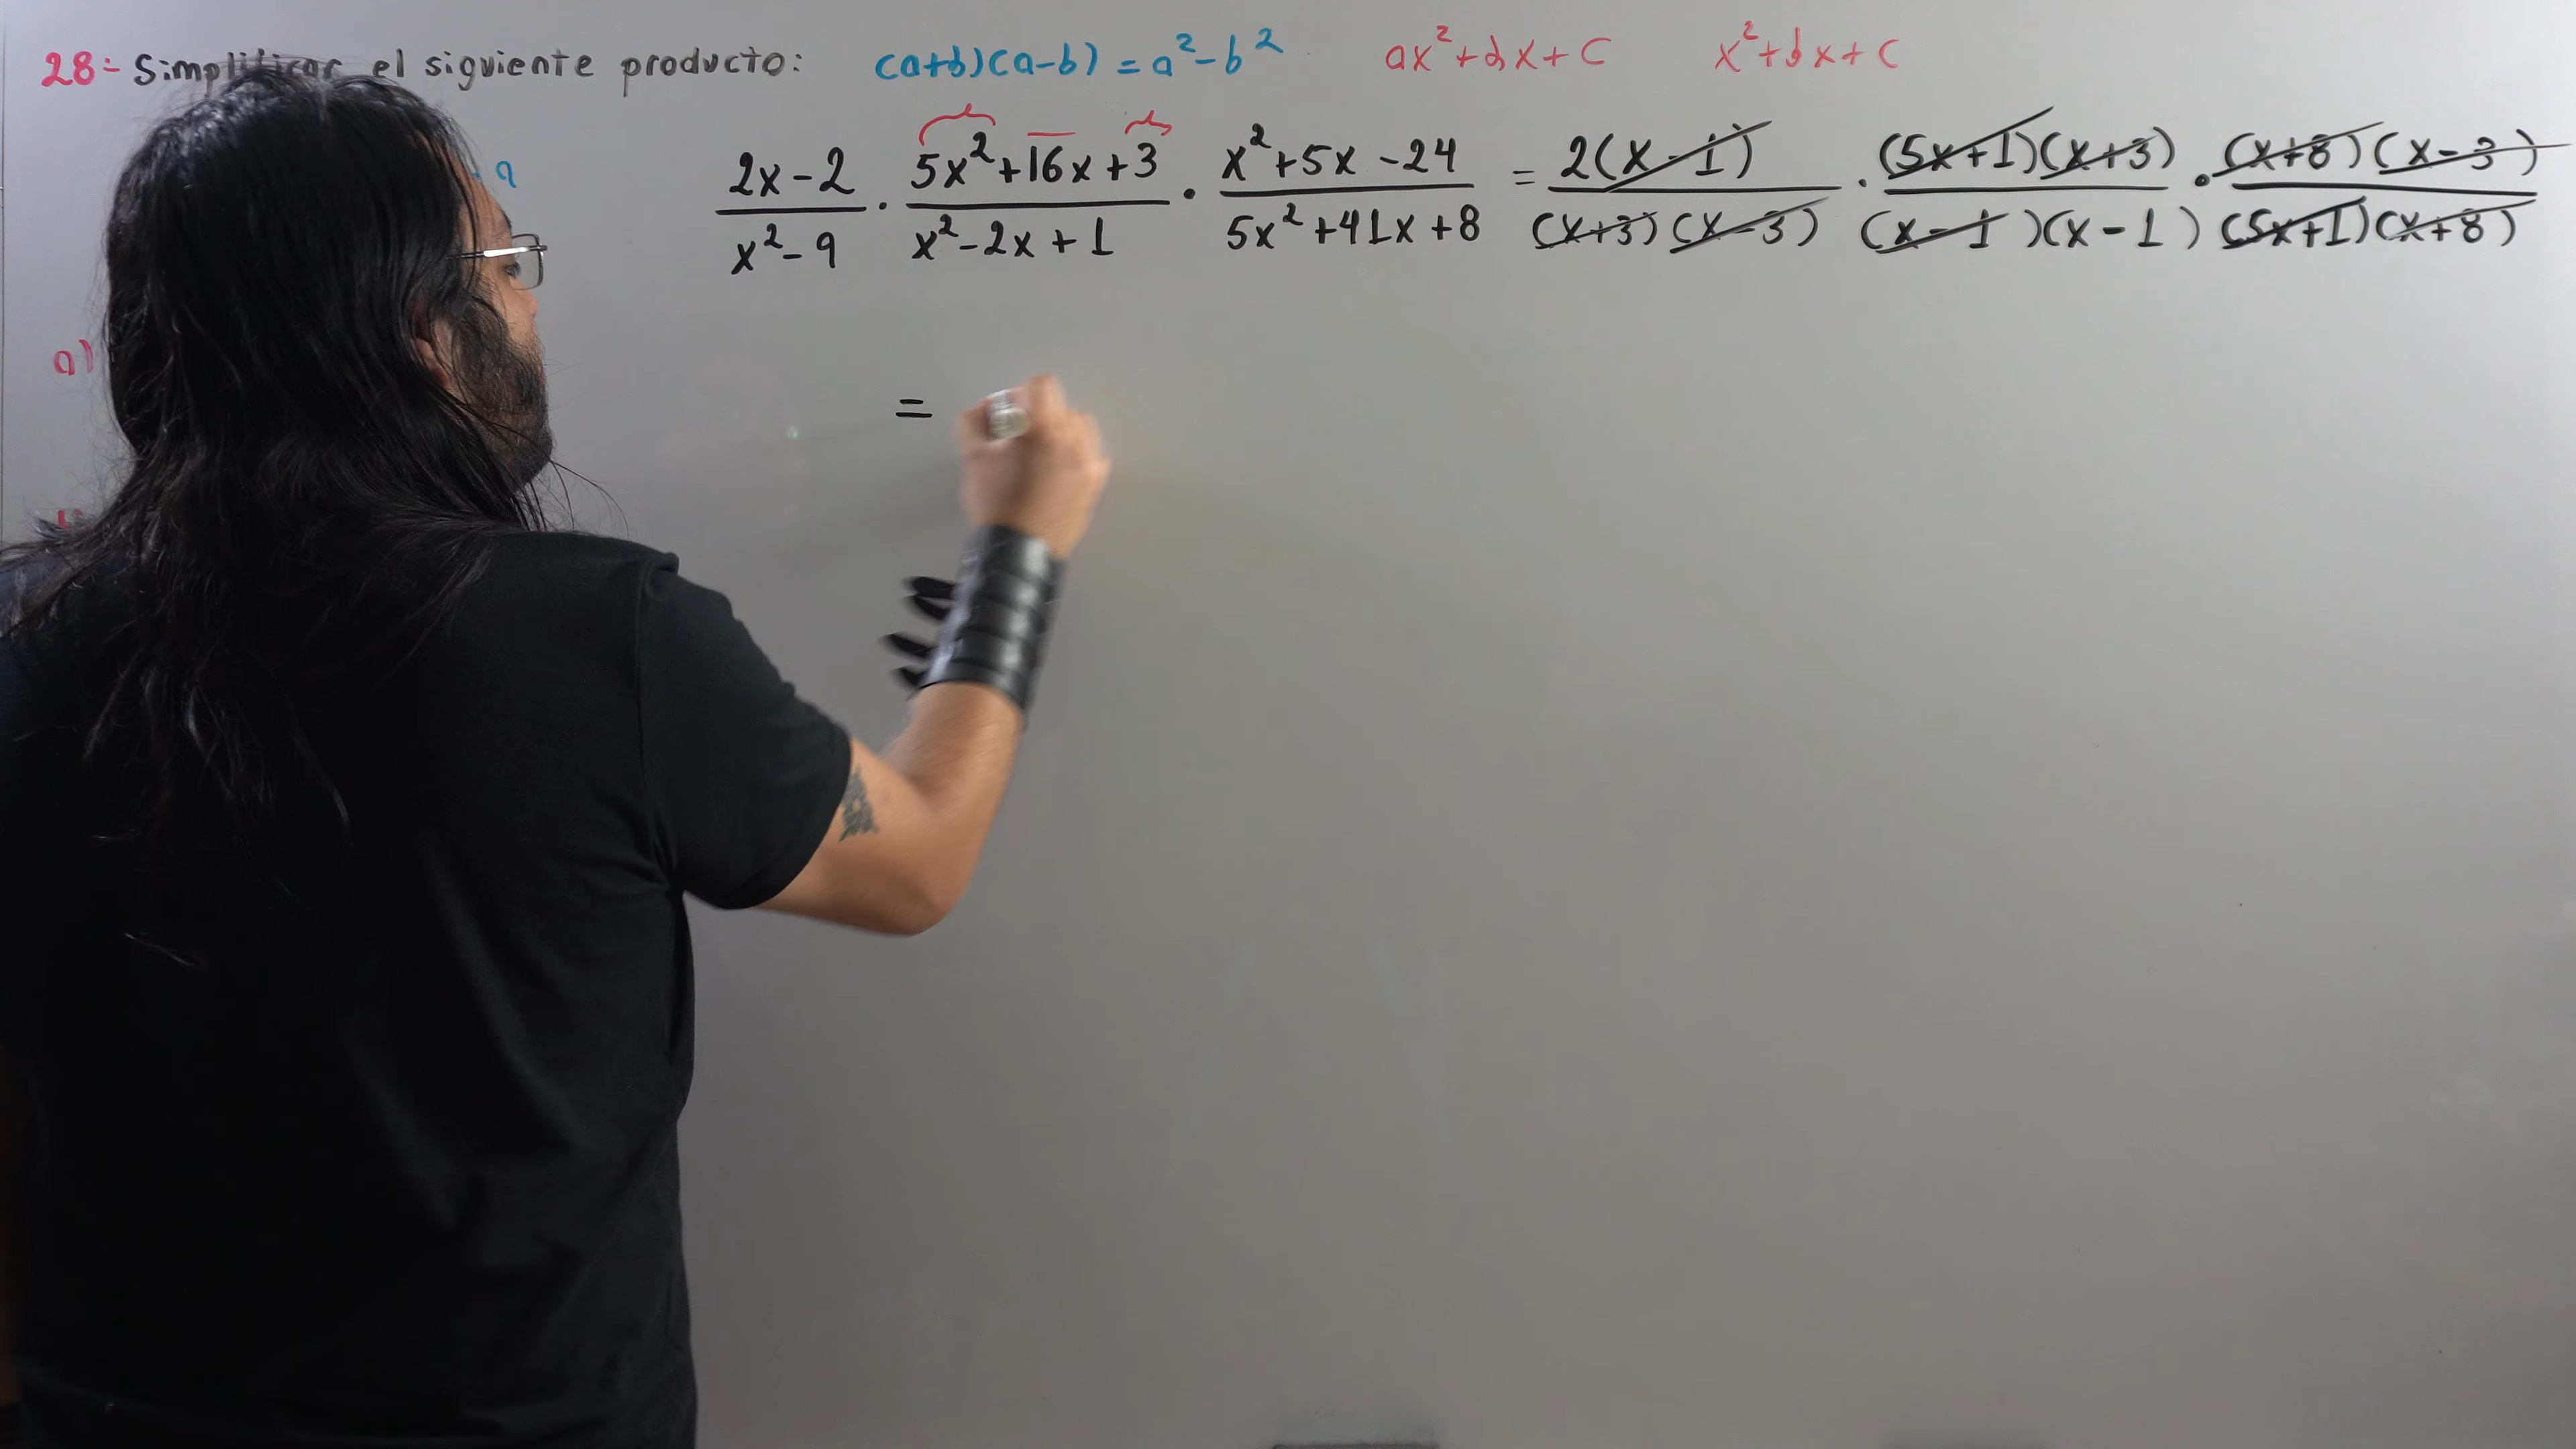 28:- Simplificar el siguiente producto: (a+b)(a-b) = a²-b² ax²+bx+c x²+bx+c
9
(2x-2)/(x²-9) · (5x²+16x+3)/(x²-2x+1) · (x²+5x-24)/(5x²+41x+8) = 2(x-1)/((x+3)(x-3)) · (5x+1)(x+3)/((x-1)(x-1)) · (x+8)(x-3)/((5x+1)(x+8))
a)
=